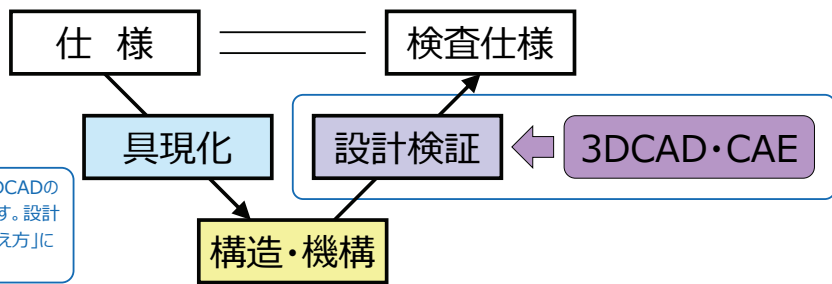 仕 様
検査仕様
具現化
設計検証
3DCAD・CAE
DCADの
す。設計
え方」に
構造・機構